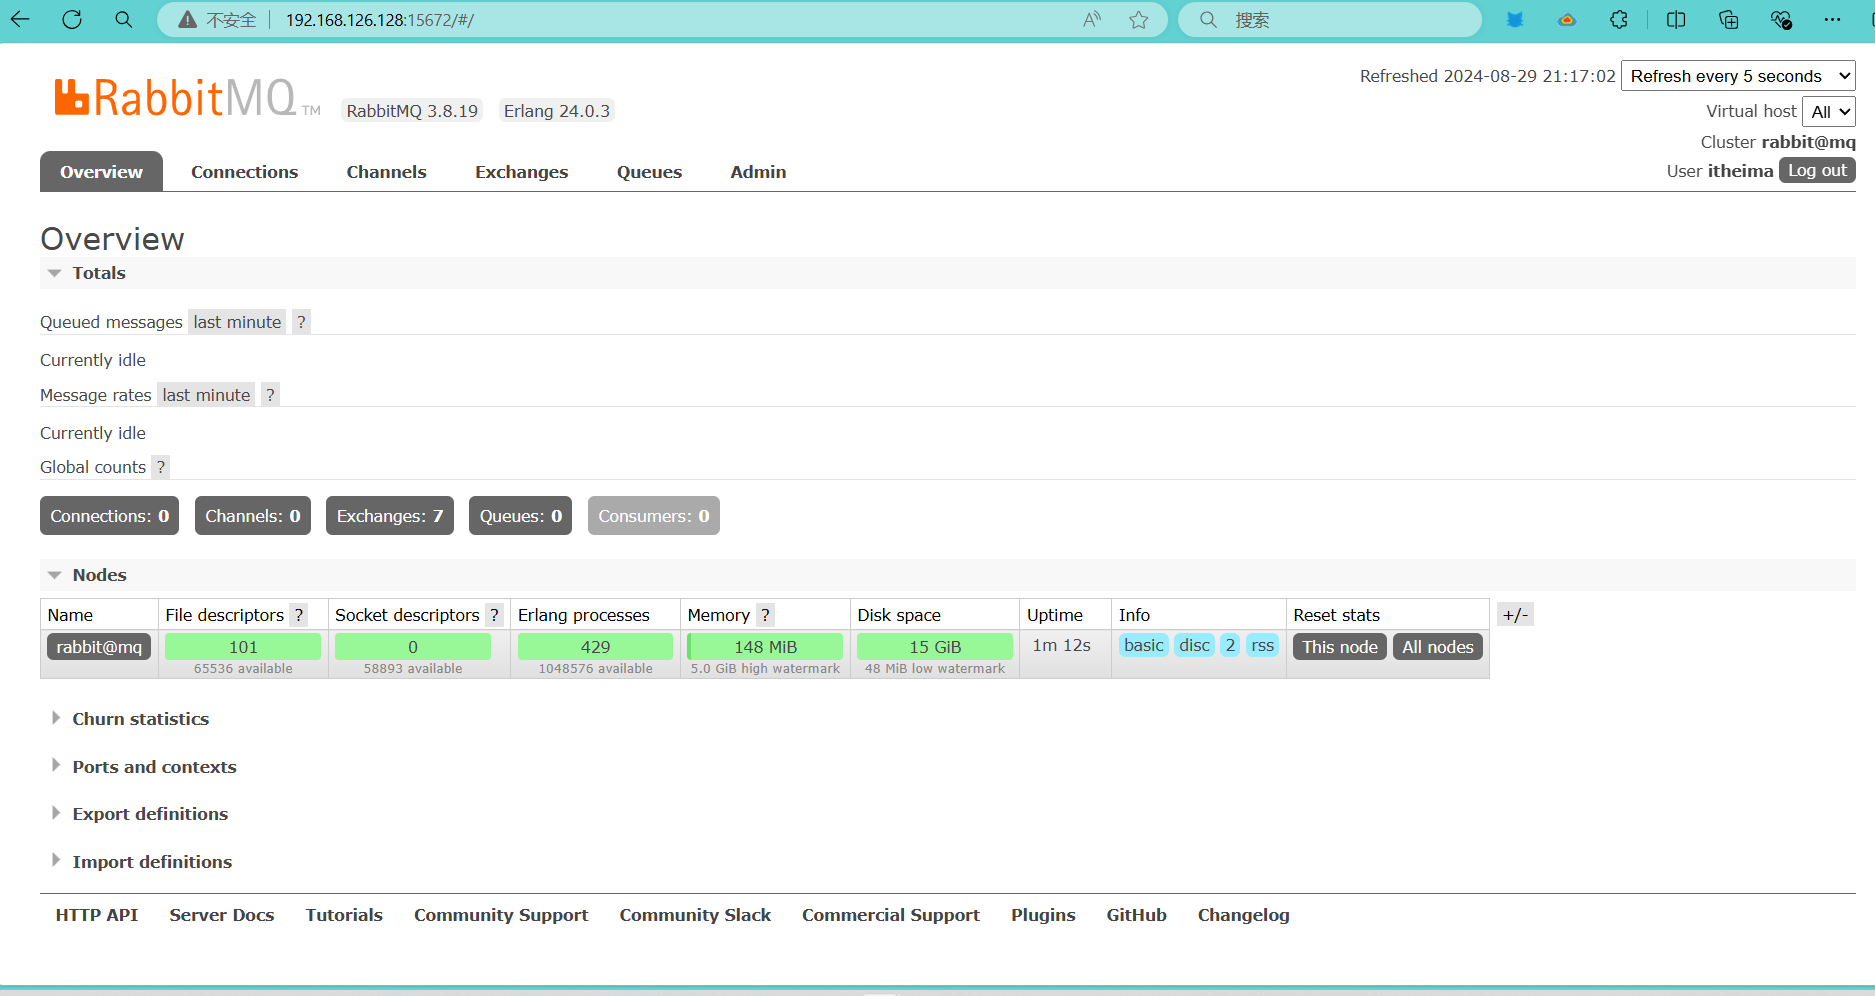 不安全 192.168.126.128:15672/#/ 搜索
RabbitMQ TM RabbitMQ 3.8.19 Erlang 24.0.3
Refreshed 2024-08-29 21:17:02 Refresh every 5 seconds
Virtual host All
Cluster rabbit@mq
User itheima Log out
Overview Connections Channels Exchanges Queues Admin
Overview
Totals
Queued messages last minute ?
Currently idle
Message rates last minute ?
Currently idle
Global counts ?
Connections: 0 Channels: 0 Exchanges: 7 Queues: 0 Consumers: 0
Nodes
Name File descriptors ? Socket descriptors ? Erlang processes Memory ? Disk space Uptime Info Reset stats +/-
rabbit@mq 101 0 429 148 MiB 15 GiB 1m 12s basic disc 2 rss This node All nodes
65536 available 58893 available 1048576 available 5.0 GiB high watermark 48 MiB low watermark
Churn statistics
Ports and contexts
Export definitions
Import definitions
HTTP API Server Docs Tutorials Community Support Community Slack Commercial Support Plugins GitHub Changelog